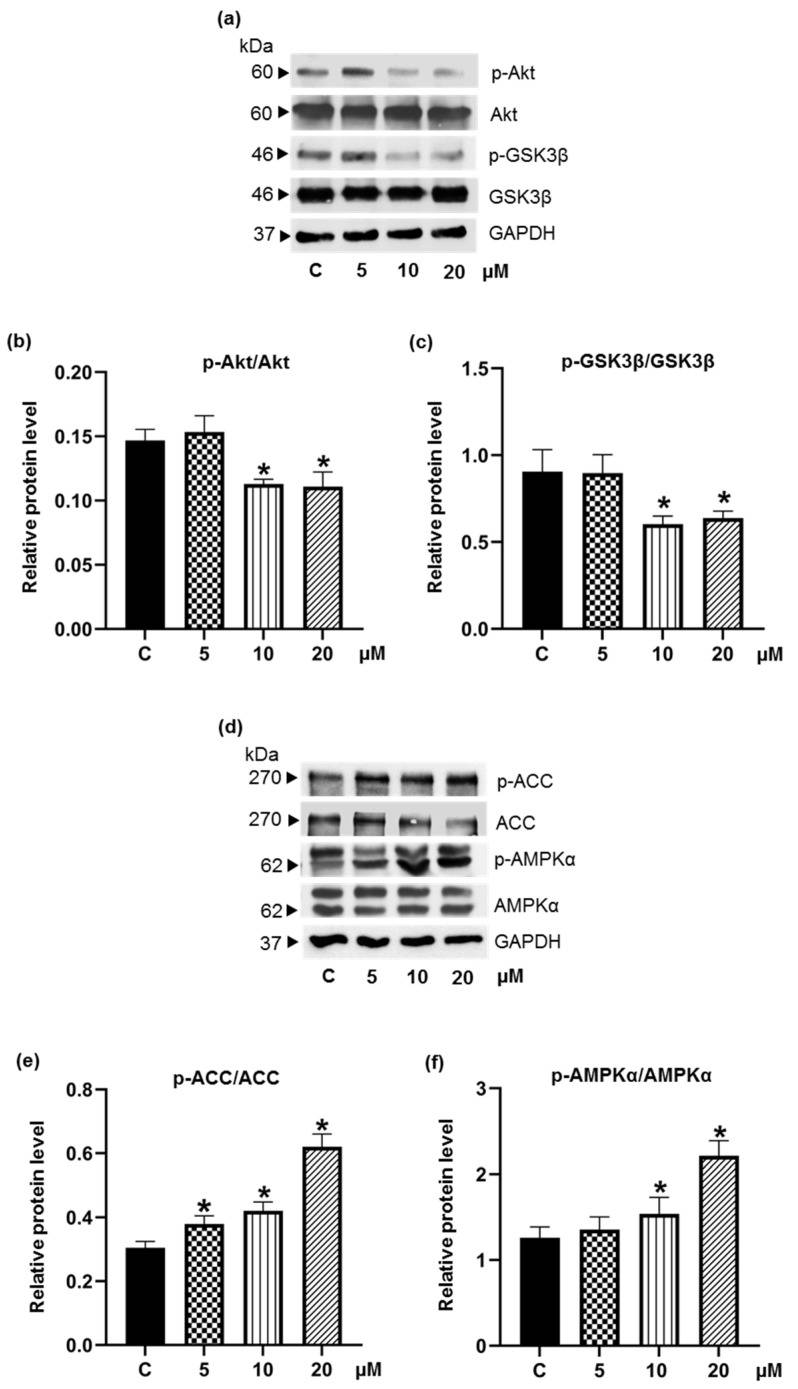 (a)
kDa
60 p-Akt
60 Akt
46 p-GSK3β
46 GSK3β
37 GAPDH
C 5 10 20 µM
(b)
p-Akt/Akt
Relative protein level
0.20
0.15
0.10
0.05
0.00
* *
C 5 10 20 µM
(c)
p-GSK3β/GSK3β
Relative protein level
1.5
1.0
0.5
0.0
* *
C 5 10 20 µM
(d)
kDa
270 p-ACC
270 ACC
62 p-AMPKα
62 AMPKα
37 GAPDH
C 5 10 20 µM
(e)
p-ACC/ACC
Relative protein level
0.8
0.6
0.4
0.2
0.0
* * *
C 5 10 20 µM
(f)
p-AMPKα/AMPKα
Relative protein level
3
2
1
0
* *
C 5 10 20 µM